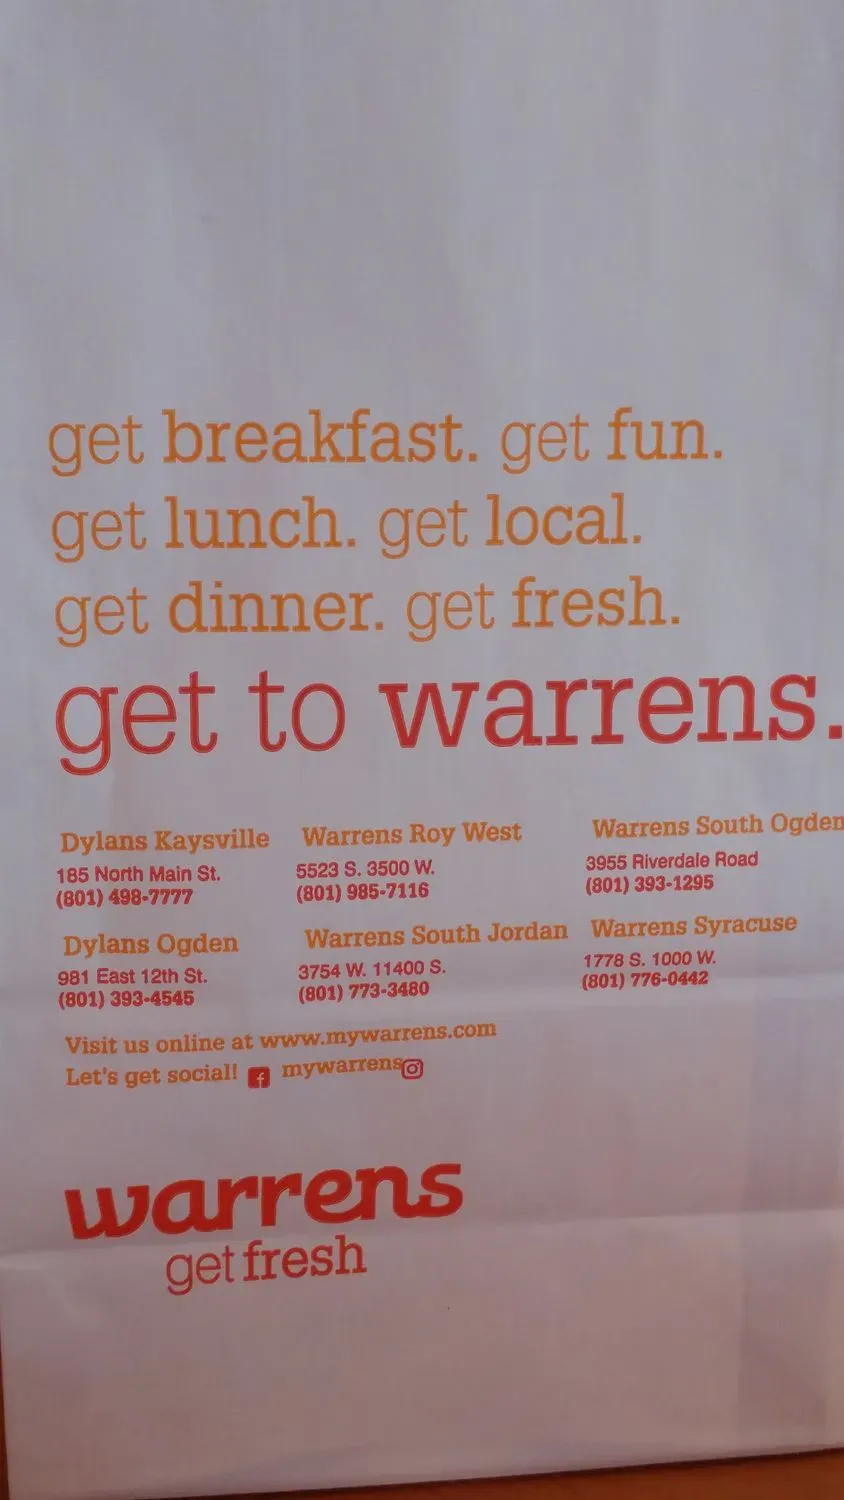 get breakfast. get fun.
get lunch. get local.
get dinner. get fresh.
get to warrens.
Dylans Kaysville
185 North Main St.
(801) 498-7777
Warrens Roy West
5523 S. 3500 W.
(801) 985-7116
Warrens South Ogden
3955 Riverdale Road
(801) 393-1295
Dylans Ogden
981 East 12th St.
(801) 393-4545
Warrens South Jordan
3754 W. 11400 S.
(801) 773-3480
Warrens Syracuse
1778 S. 1000 W.
(801) 776-0442
Visit us online at www.mywarrens.com
Let's get social! f mywarrens
warrens
get fresh